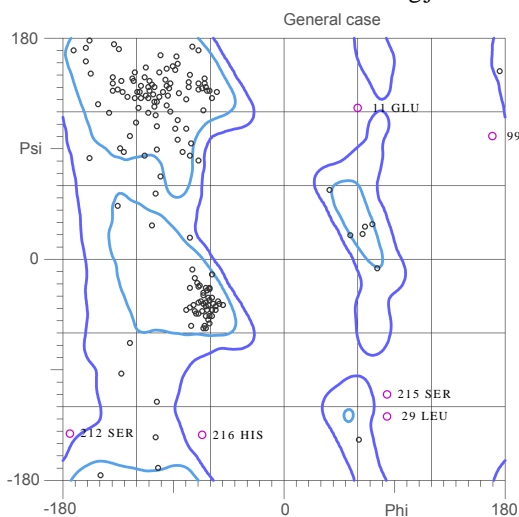 General case
180
11 GLU
Psi
99
0
215 SER
29 LEU
212 SER
216 HIS
-180
-180
0
Phi
180